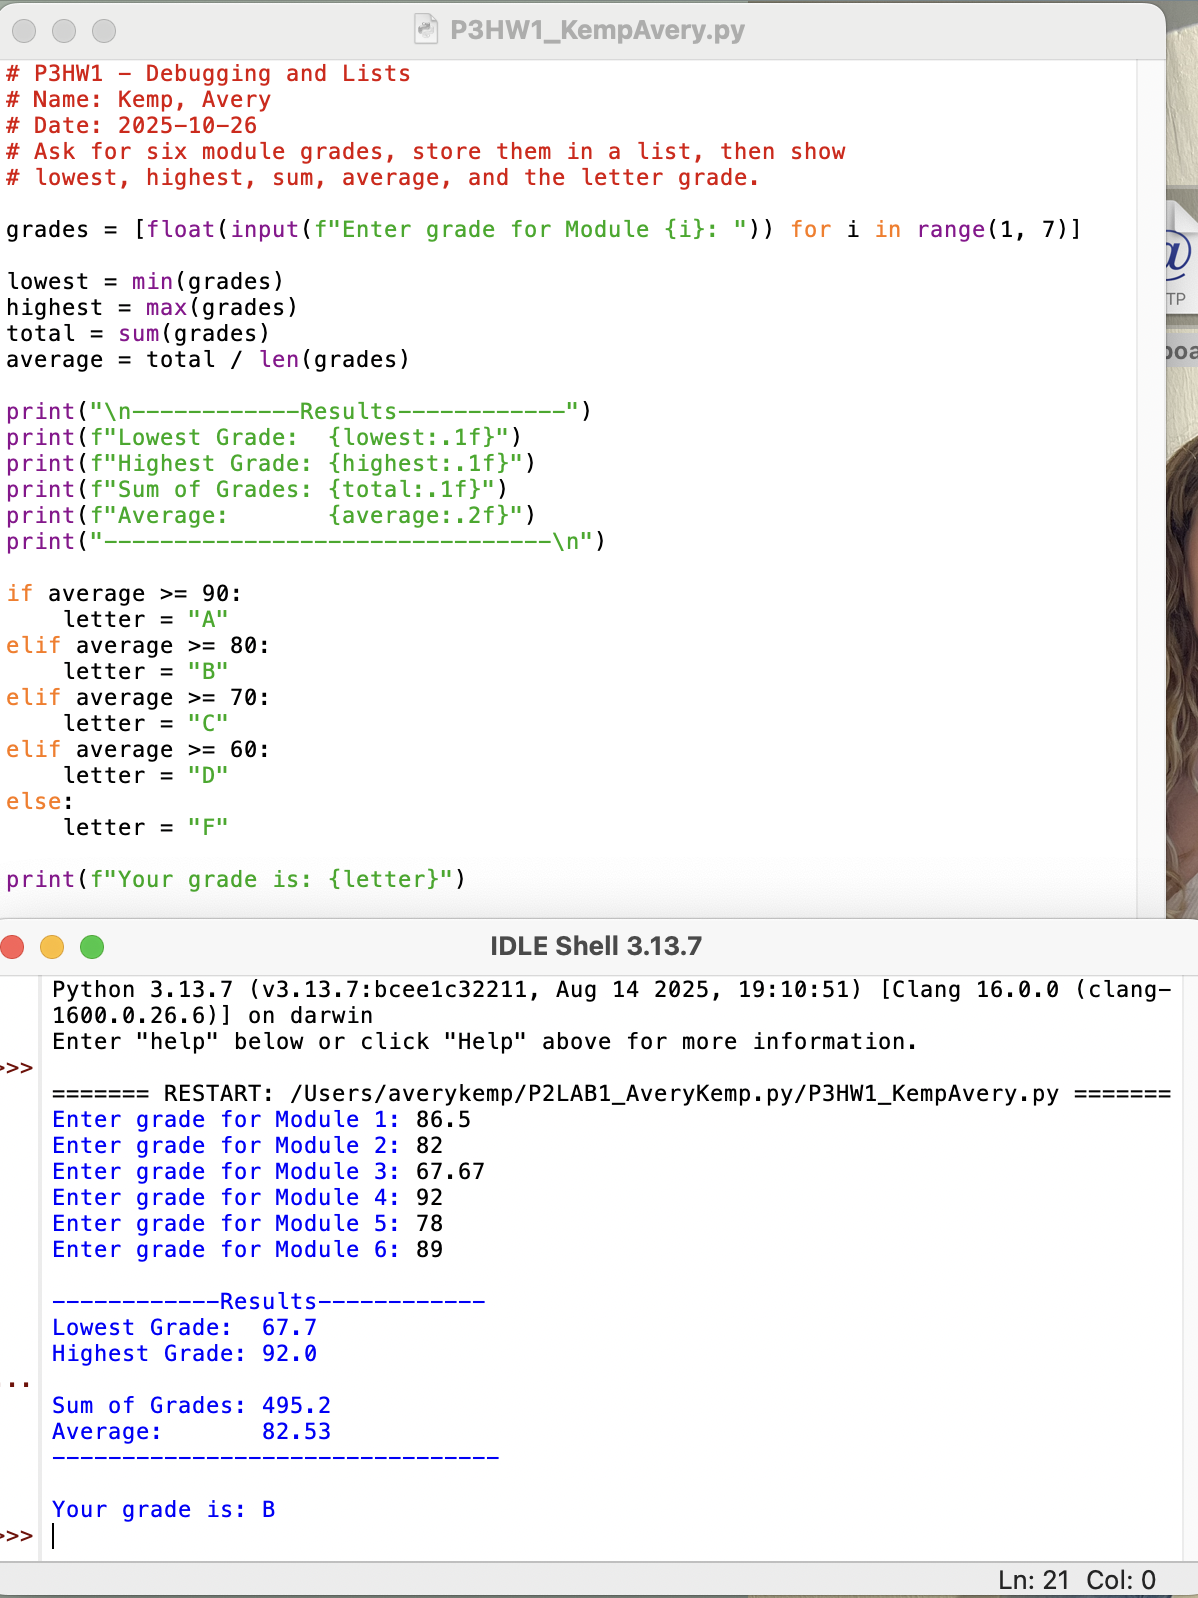 P3HW1_KempAvery.py
# P3HW1 – Debugging and Lists
# Name: Kemp, Avery
# Date: 2025-10-26
# Ask for six module grades, store them in a list, then show
# lowest, highest, sum, average, and the letter grade.

grades = [float(input(f"Enter grade for Module {i}: ")) for i in range(1, 7)]

lowest = min(grades)
highest = max(grades)
total = sum(grades)
average = total / len(grades)

print("\n------------Results------------")
print(f"Lowest Grade:  {lowest:.1f}")
print(f"Highest Grade: {highest:.1f}")
print(f"Sum of Grades: {total:.1f}")
print(f"Average:       {average:.2f}")
print("--------------------------------\n")

if average >= 90:
    letter = "A"
elif average >= 80:
    letter = "B"
elif average >= 70:
    letter = "C"
elif average >= 60:
    letter = "D"
else:
    letter = "F"

print(f"Your grade is: {letter}")
@
TP
IDLE Shell 3.13.7
Python 3.13.7 (v3.13.7:bcee1c32211, Aug 14 2025, 19:10:51) [Clang 16.0.0 (clang-
1600.0.26.6)] on darwin
Enter "help" below or click "Help" above for more information.
>>>
======= RESTART: /Users/averykemp/P2LAB1_AveryKemp.py/P3HW1_KempAvery.py =======
Enter grade for Module 1: 86.5
Enter grade for Module 2: 82
Enter grade for Module 3: 67.67
Enter grade for Module 4: 92
Enter grade for Module 5: 78
Enter grade for Module 6: 89

------------Results------------
Lowest Grade:  67.7
Highest Grade: 92.0
..
Sum of Grades: 495.2
Average:       82.53
--------------------------------

Your grade is: B
>>>
Ln: 21 Col: 0